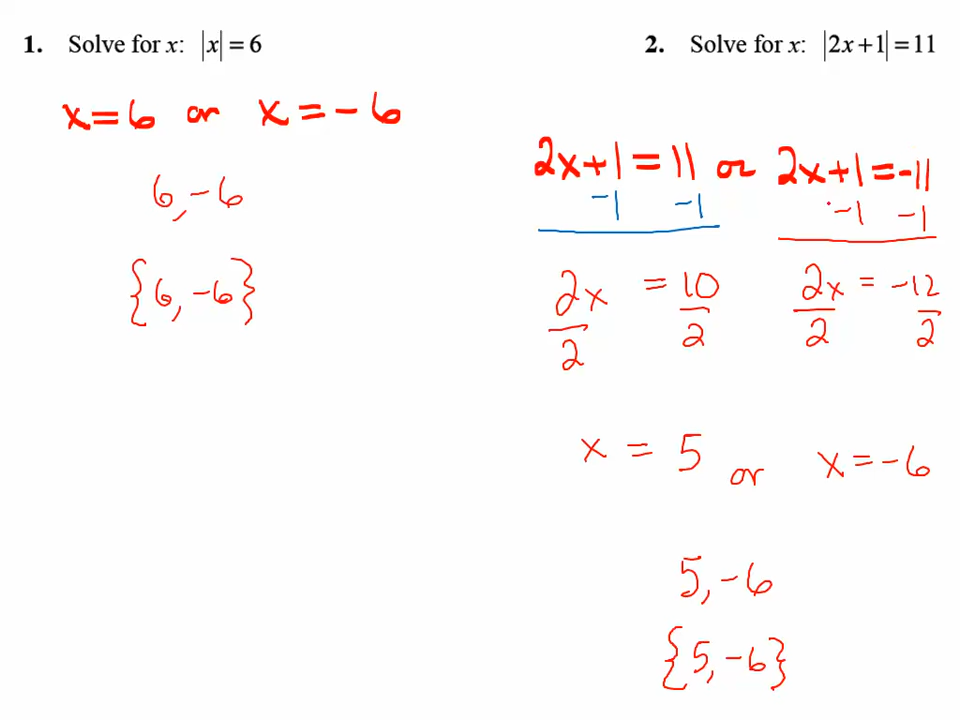 1. Solve for x: |x| = 6
x = 6 or x = -6
6, -6
{6, -6}
2. Solve for x: |2x+1| = 11
2x+1 = 11 or 2x+1 = -11
-1 -1 -1 -1
2x = 10 2x = -12
2 2 2 2
x = 5 or x = -6
5, -6
{5, -6}